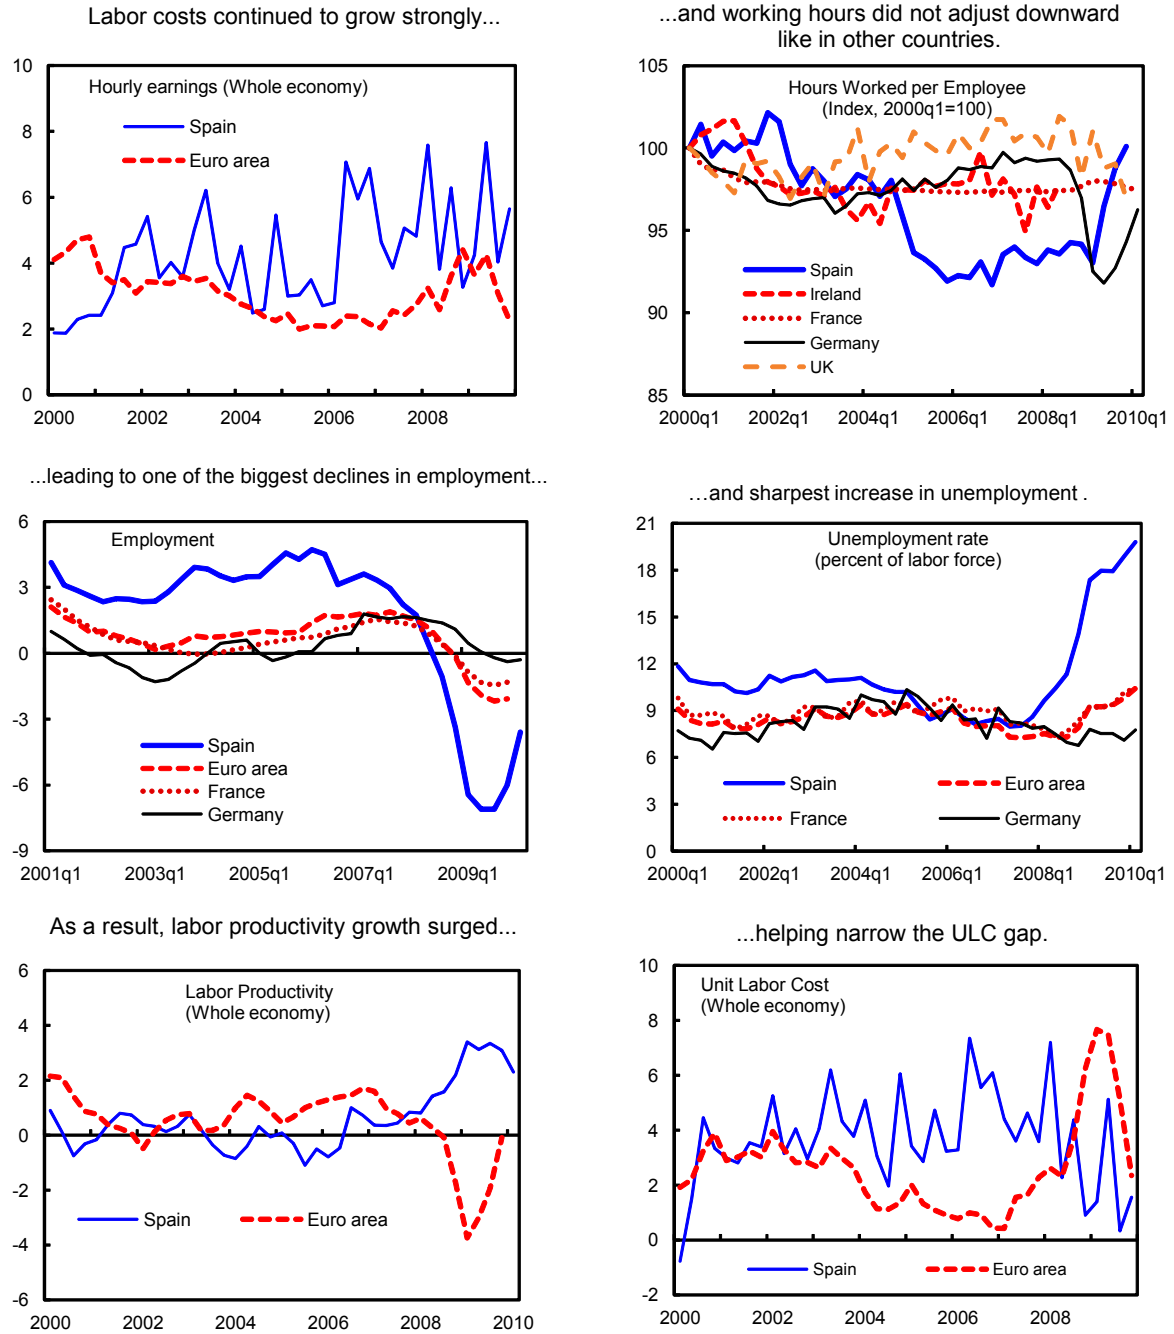 Labor costs continued to grow strongly...
10
8
6
4
2
0
Hourly earnings (Whole economy)
Spain
Euro area
2000
2002
2004
2006
2008
...and working hours did not adjust downward
like in other countries.
105
100
95
90
85
Hours Worked per Employee
(Index, 2000q1=100)
Spain
Ireland
France
Germany
UK
2000q1
2002q1
2004q1
2006q1
2008q1
2010q1
...leading to one of the biggest declines in employment...
6
3
0
-3
-6
-9
Employment
Spain
Euro area
France
Germany
2001q1
2003q1
2005q1
2007q1
2009q1
...and sharpest increase in unemployment .
21
18
15
12
9
6
3
0
Unemployment rate
(percent of labor force)
Spain
Euro area
France
Germany
2000q1
2002q1
2004q1
2006q1
2008q1
2010q1
As a result, labor productivity growth surged...
6
4
2
0
-2
-4
-6
Labor Productivity
(Whole economy)
Spain
Euro area
2000
2002
2004
2006
2008
2010
...helping narrow the ULC gap.
10
8
6
4
2
0
-2
Unit Labor Cost
(Whole economy)
Spain
Euro area
2000
2002
2004
2006
2008